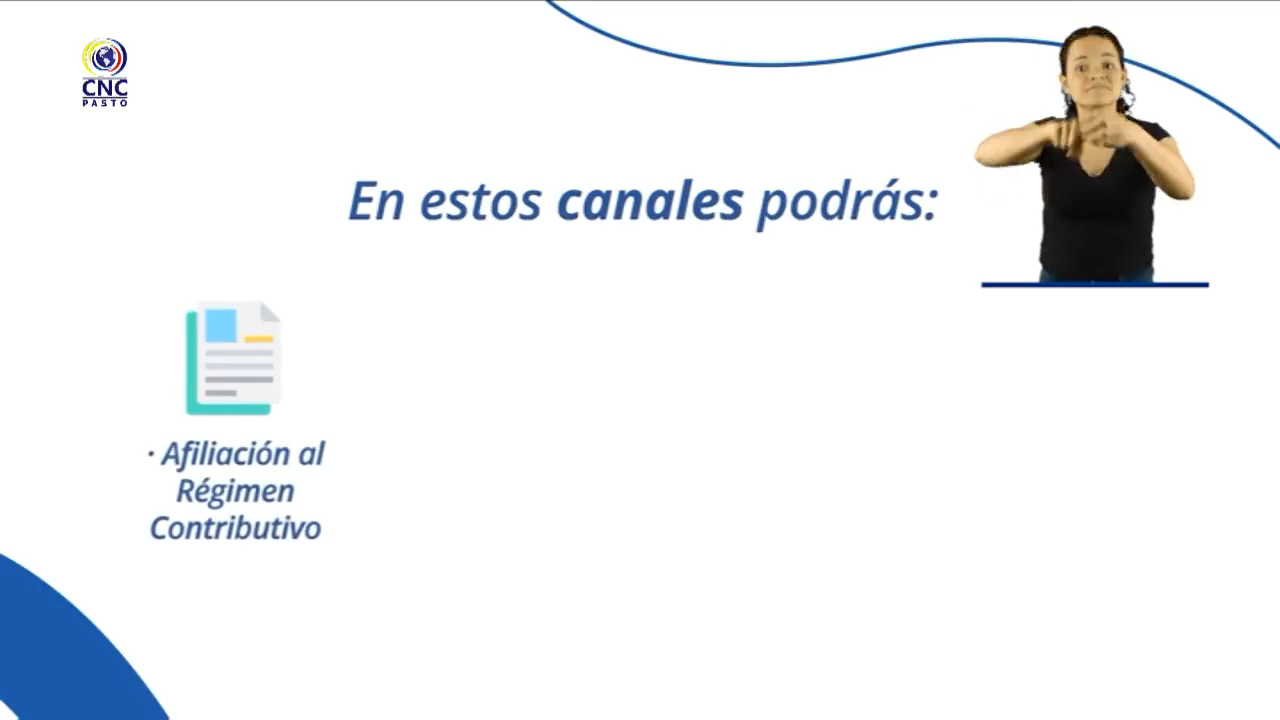 CNC
PASTO
En estos canales podrás:
· Afiliación al
Régimen
Contributivo